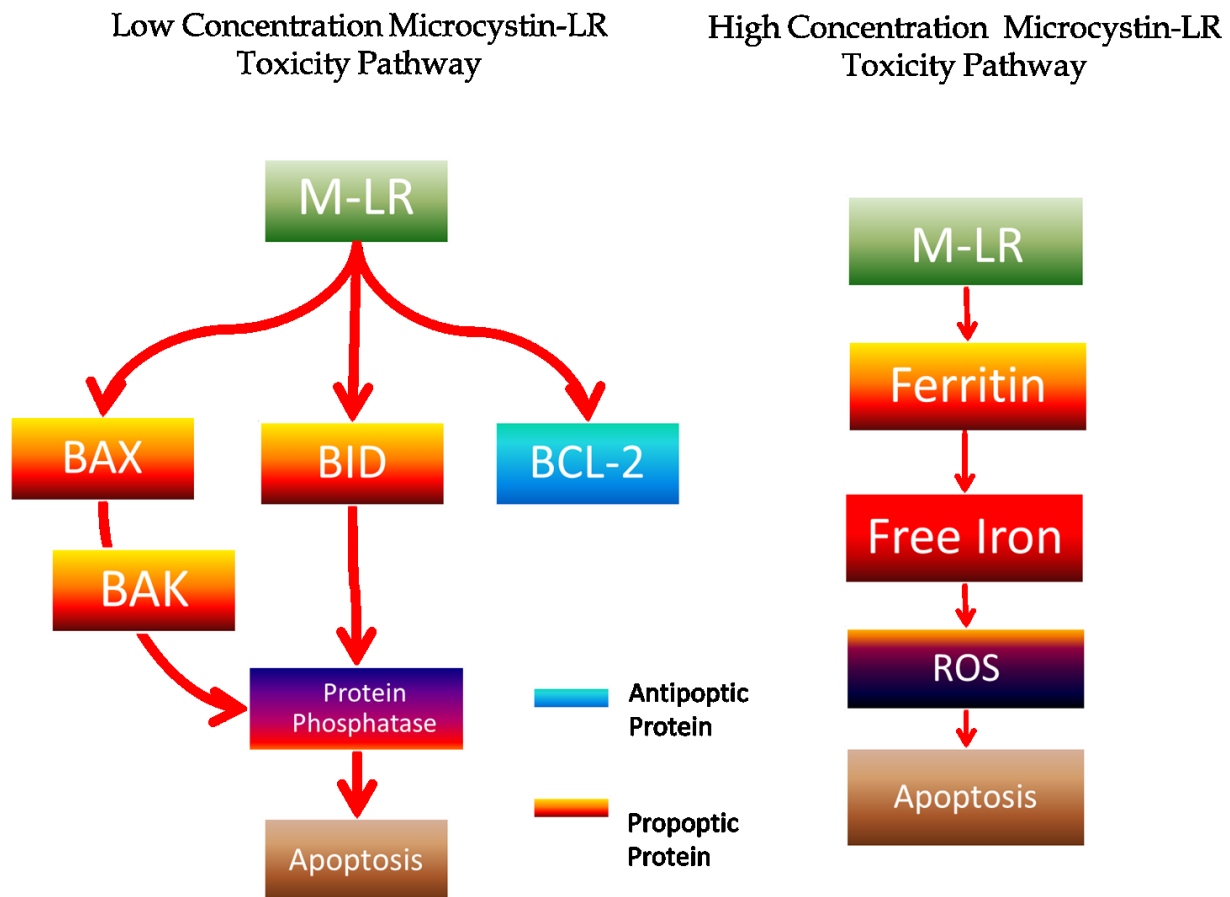 Low Concentration Microcystin-LR
Toxicity Pathway
High Concentration Microcystin-LR
Toxicity Pathway
M-LR
BAX
BID
BCL-2
BAK
Protein
Phosphatase
Apoptosis
Antipoptic
Protein
Propoptic
Protein
M-LR
Ferritin
Free Iron
ROS
Apoptosis